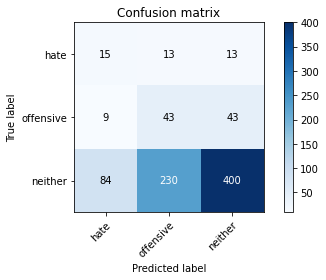 Confusion matrix
True label
hate 15 13 13
offensive 9 43 43
neither 84 230 400
hate offensive neither
Predicted label
400
350
300
250
200
150
100
50